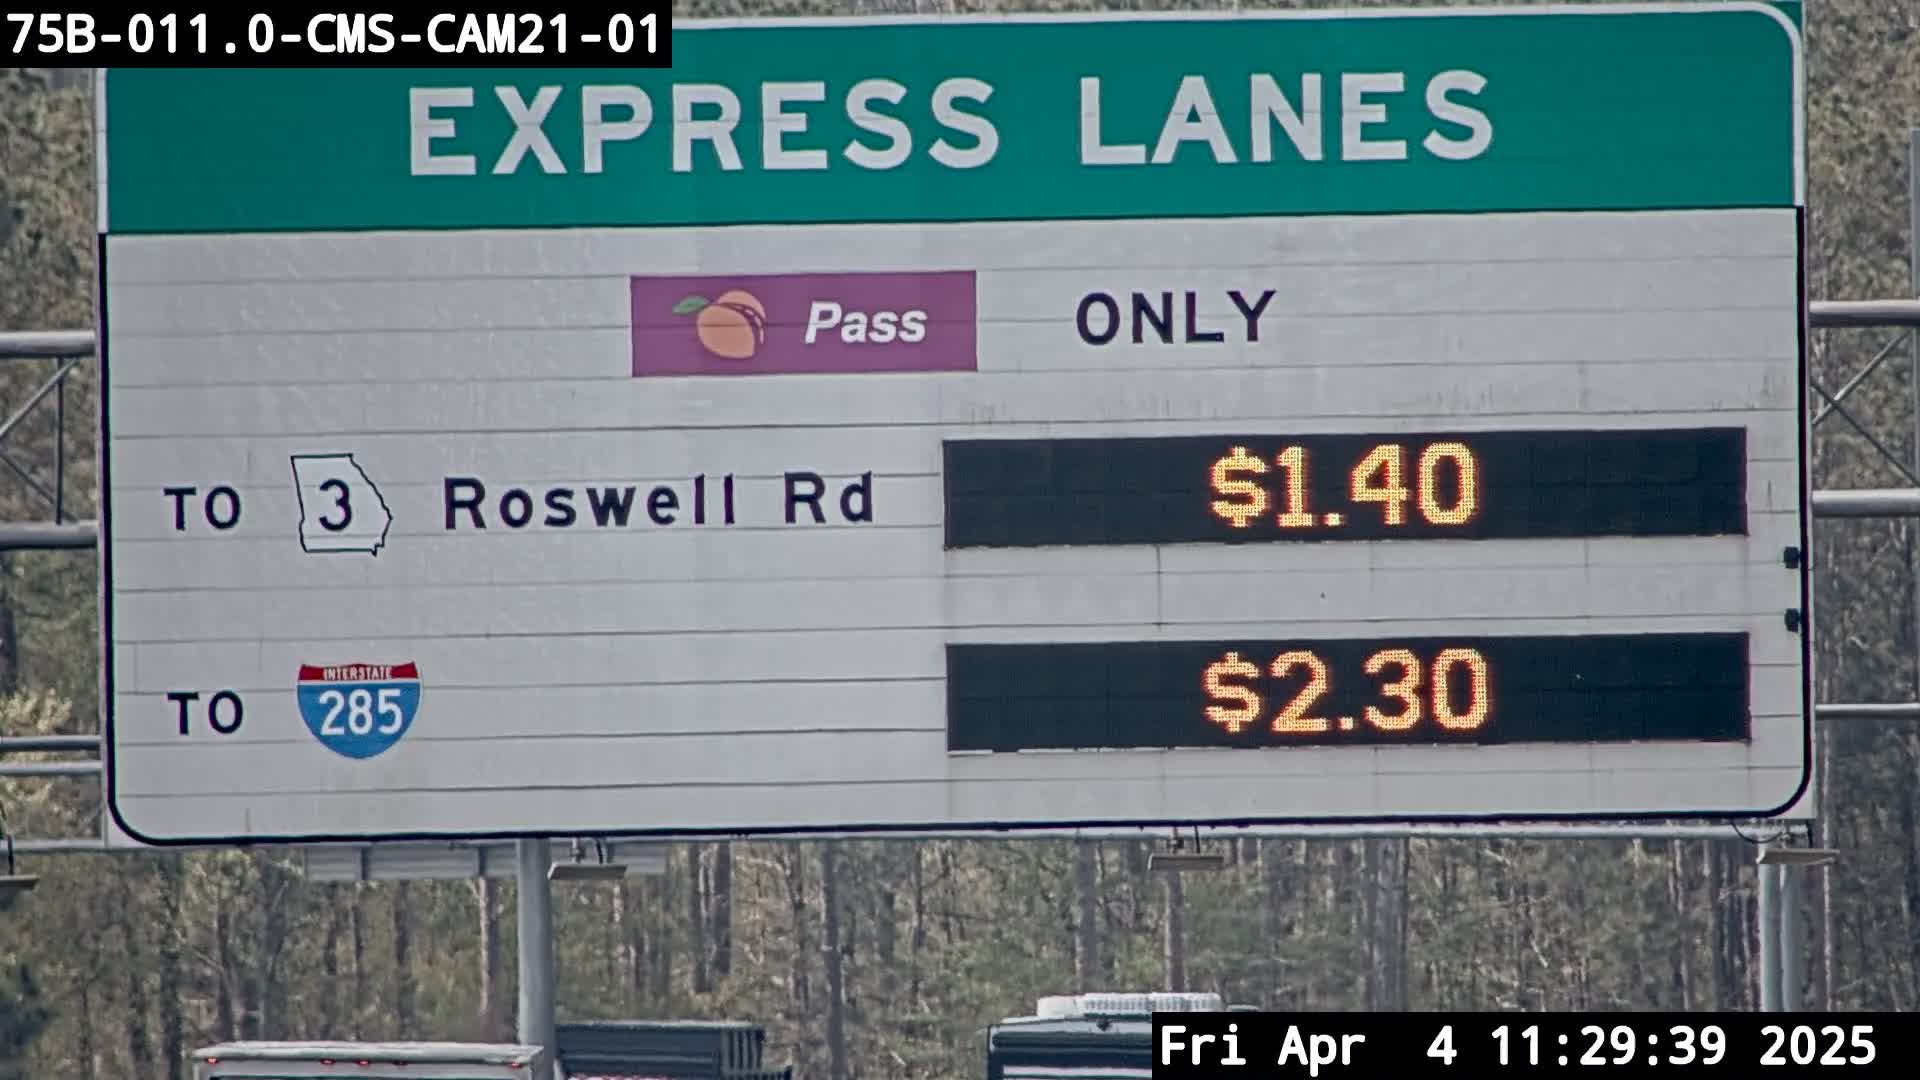 75B-011.0-CMS-CAM21-01
EXPRESS LANES
Pass ONLY
TO 3 Roswell Rd $1.40
INTERSTATE
TO 285 $2.30
Fri Apr 4 11:29:39 2025